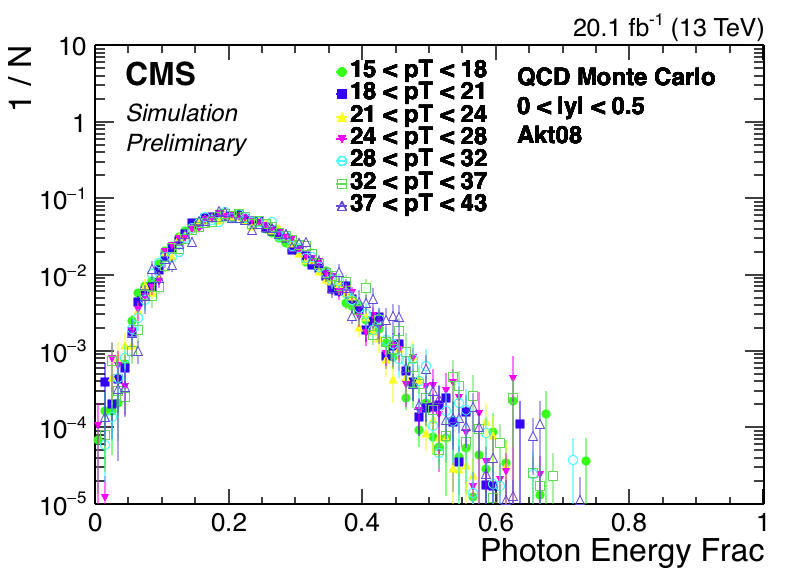 20.1 fb⁻¹ (13 TeV)
1 / N
10
1
10⁻¹
10⁻²
10⁻³
10⁻⁴
10⁻⁵
CMS
Simulation
Preliminary
15 < pT < 18
18 < pT < 21
21 < pT < 24
24 < pT < 28
28 < pT < 32
32 < pT < 37
37 < pT < 43
QCD Monte Carlo
0 < |y| < 0.5
Akt08
0 0.2 0.4 0.6 0.8 1
Photon Energy Frac